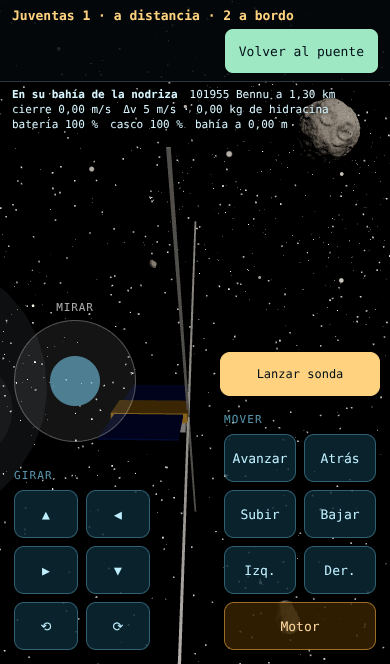 Juventas 1 · a distancia · 2 a bordo
Volver al puente
En su bahía de la nodriza 101955 Bennu a 1,30 km
cierre 0,00 m/s Δv 5 m/s · 0,00 kg de hidracina
batería 100 % casco 100 % bahía a 0,00 m
MIRAR
Lanzar sonda
MOVER
Avanzar Atrás
GIRAR
▲ ◀ Subir Bajar
▶ ▼ Izq. Der.
⟲ ⟳ Motor